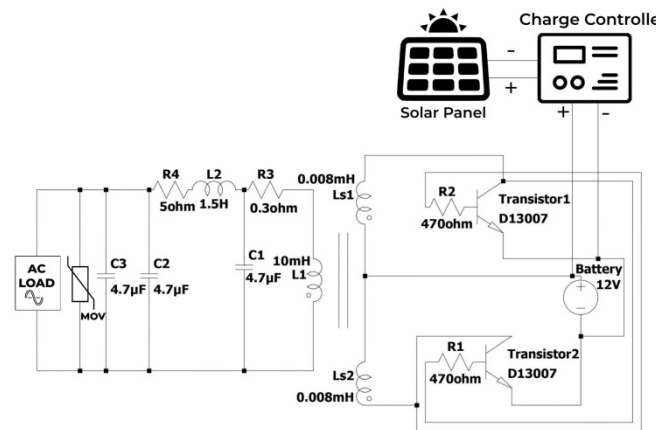 Charge Controlle
-
+
+
-
Solar Panel
R4
L2
R3
5ohm
1.5H
0.3ohm
0.008mH
Ls1
R2
470ohm
Transistor1
D13007
AC
LOAD
MOV
C3
4.7µF
C2
4.7µF
C1
4.7µF
10mH
L1
Battery
+
-
12V
Ls2
0.008mH
R1
470ohm
Transistor2
D13007